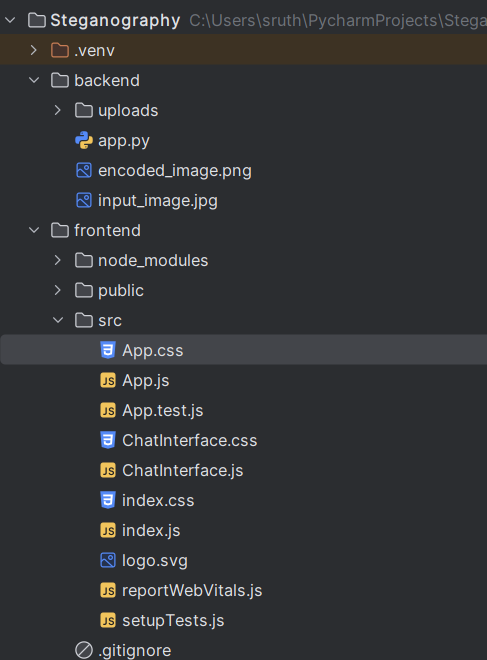 Steganography C:\Users\sruth\PycharmProjects\Stega
.venv
backend
uploads
app.py
encoded_image.png
input_image.jpg
frontend
node_modules
public
src
App.css
JS App.js
JS App.test.js
ChatInterface.css
JS ChatInterface.js
index.css
JS index.js
logo.svg
JS reportWebVitals.js
JS setupTests.js
.gitignore